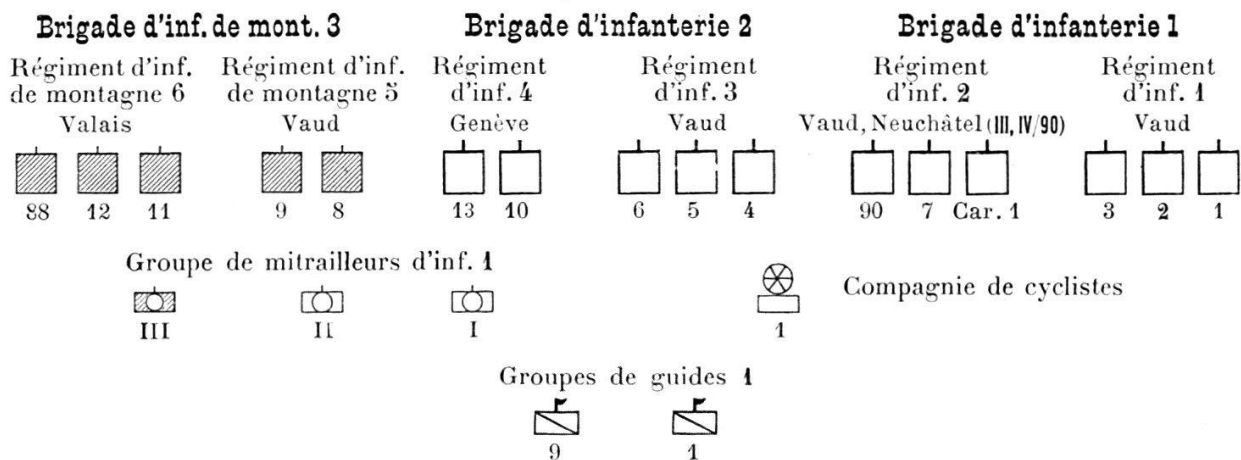 Brigade d'inf. de mont. 3 Brigade d'infanterie 2 Brigade d'infanterie 1
Régiment d'inf. Régiment d'inf. Régiment Régiment Régiment Régiment
de montagne 6 de montagne 5 d'inf. 4 d'inf. 3 d'inf. 2 d'inf. 1
Valais Vaud Genève Vaud Vaud, Neuchâtel (III, IV/90) Vaud
88 12 11 9 8 13 10 6 5 4 90 7 Car. 1 3 2 1
Groupe de mitrailleurs d'inf. 1
Compagnie de cyclistes
III II I 1
Groupes de guides 1
9 1